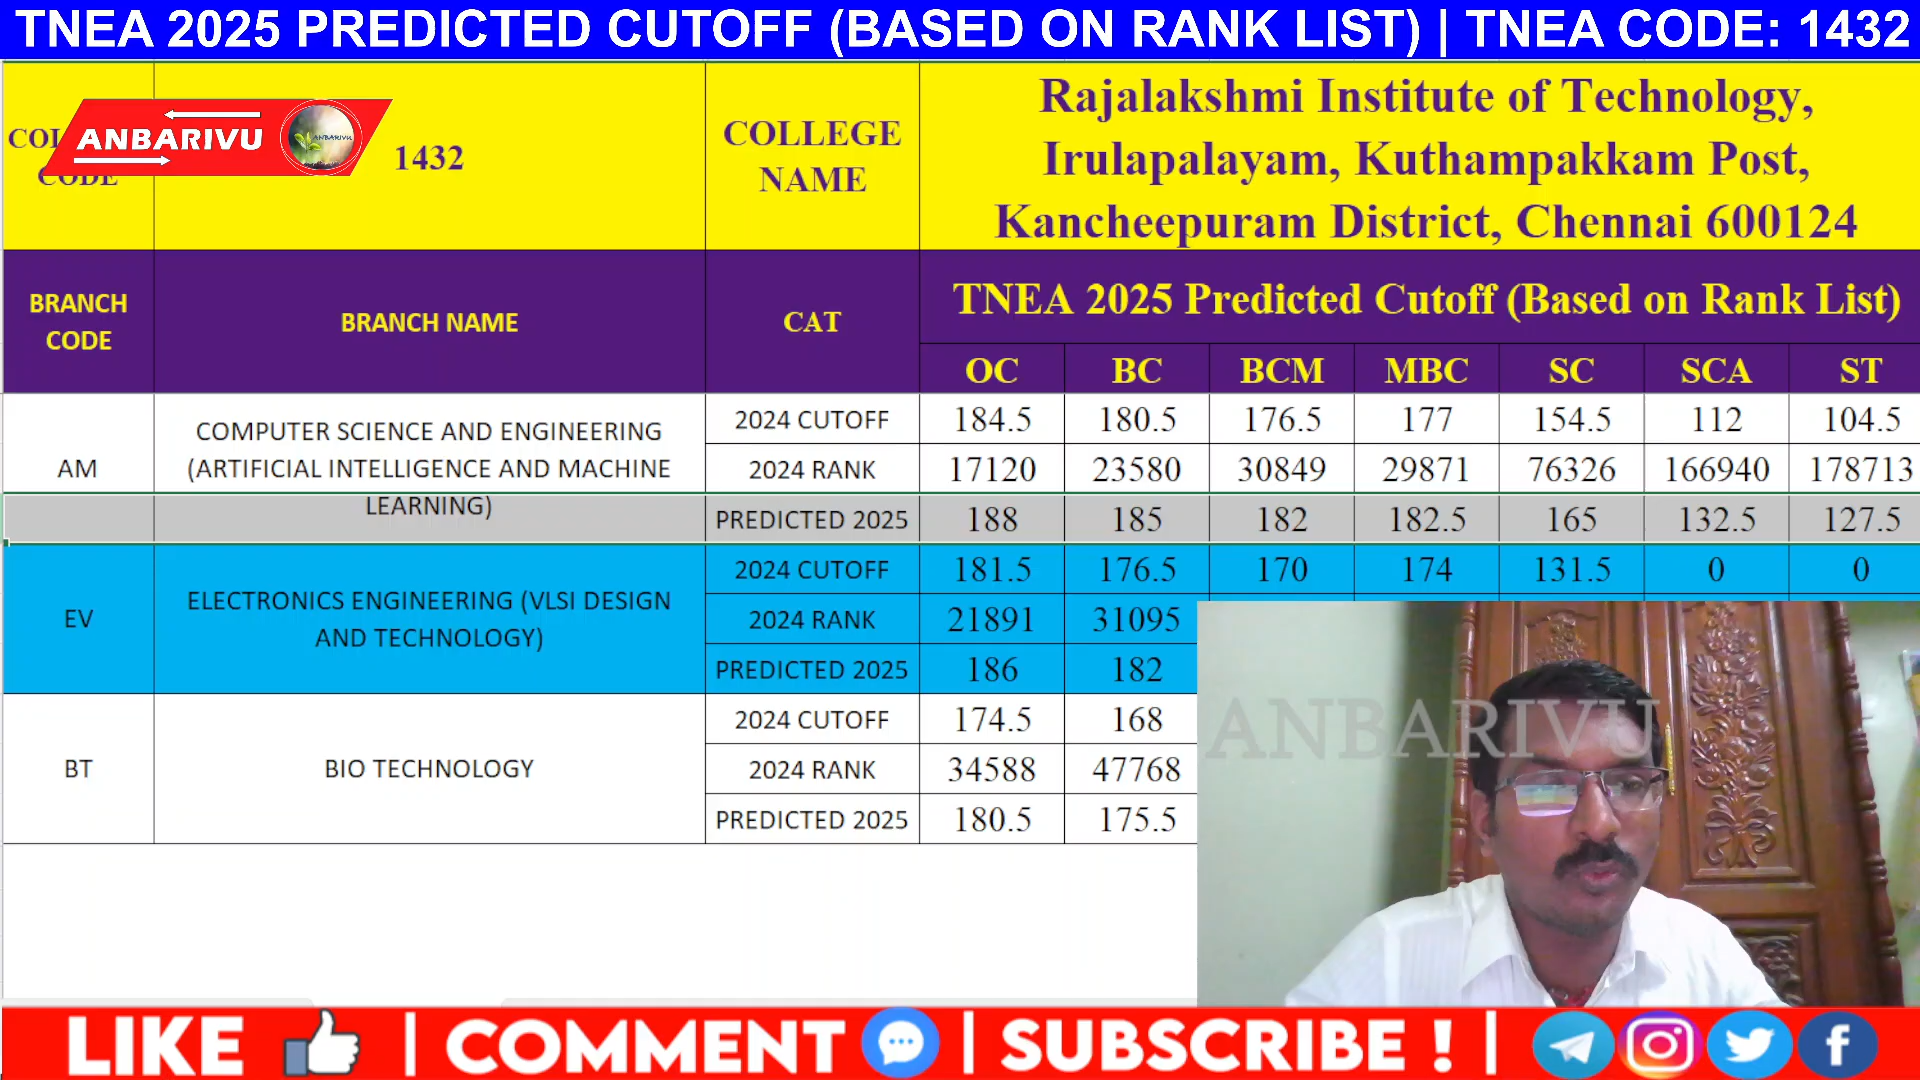 TNEA 2025 PREDICTED CUTOFF (BASED ON RANK LIST) | TNEA CODE: 1432
ANBARIVU
ANBARIVU
CODE
1432
COLLEGE
NAME
Rajalakshmi Institute of Technology,
Irulapalayam, Kuthampakkam Post,
Kancheepuram District, Chennai 600124
BRANCH
CODE
BRANCH NAME
CAT
TNEA 2025 Predicted Cutoff (Based on Rank List)
OC BC BCM MBC SC SCA ST
AM
COMPUTER SCIENCE AND ENGINEERING
(ARTIFICIAL INTELLIGENCE AND MACHINE
LEARNING)
2024 CUTOFF 184.5 180.5 176.5 177 154.5 112 104.5
2024 RANK 17120 23580 30849 29871 76326 166940 178713
PREDICTED 2025 188 185 182 182.5 165 132.5 127.5
EV
ELECTRONICS ENGINEERING (VLSI DESIGN
AND TECHNOLOGY)
2024 CUTOFF 181.5 176.5 170 174 131.5 0 0
2024 RANK 21891 31095
PREDICTED 2025 186 182
BT
BIO TECHNOLOGY
2024 CUTOFF 174.5 168
2024 RANK 34588 47768
PREDICTED 2025 180.5 175.5
ANBARIVU
LIKE | COMMENT | SUBSCRIBE ! |